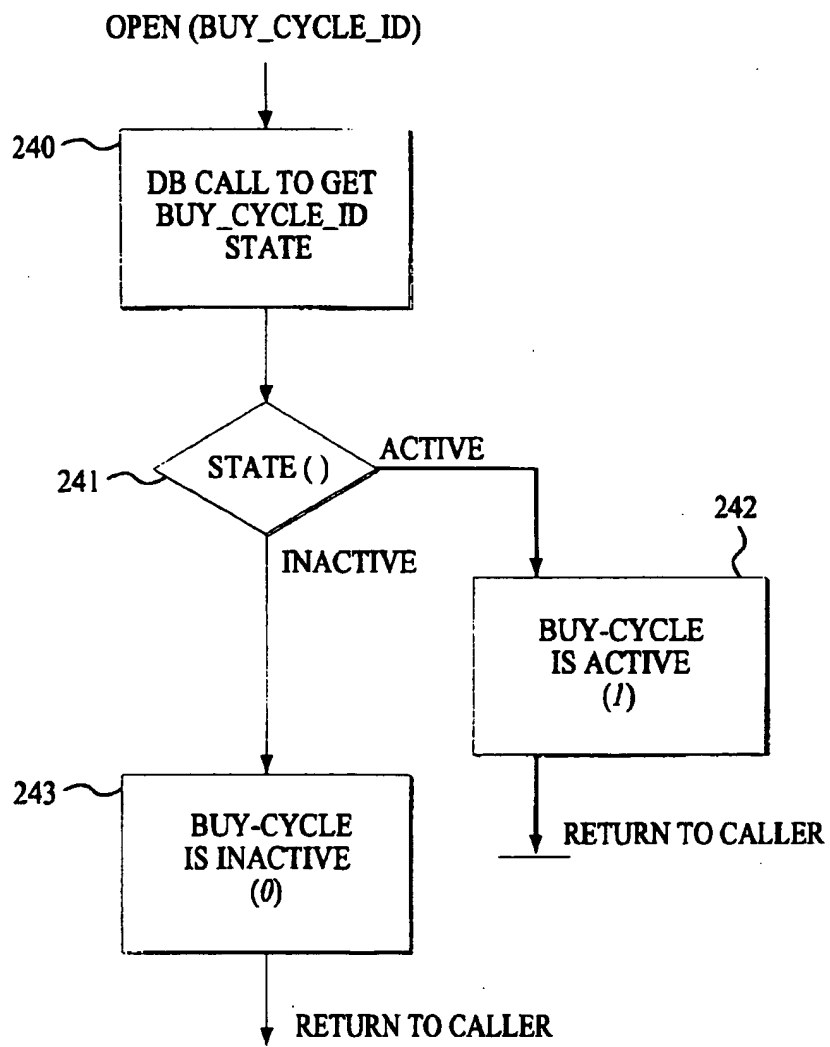 OPEN (BUY_CYCLE_ID)
240
DB CALL TO GET
BUY_CYCLE_ID
STATE
241
STATE ( )
ACTIVE
INACTIVE
242
BUY-CYCLE
IS ACTIVE
(1)
RETURN TO CALLER
243
BUY-CYCLE
IS INACTIVE
(0)
RETURN TO CALLER